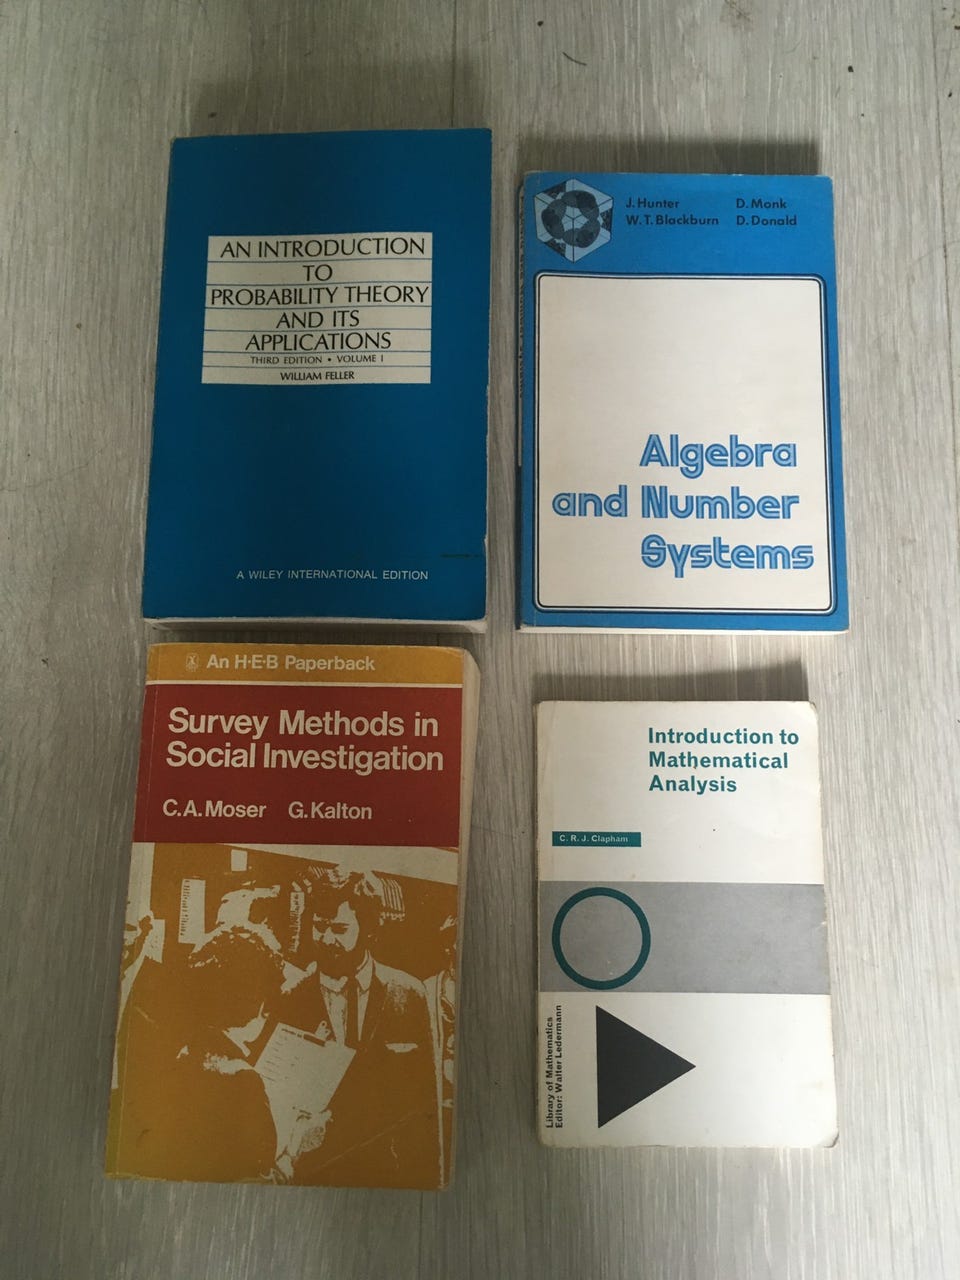 AN INTRODUCTION
TO
PROBABILITY THEORY
AND ITS
APPLICATIONS
THIRD EDITION • VOLUME I
WILLIAM FELLER
A WILEY INTERNATIONAL EDITION
J. Hunter D. Monk
W. T. Blackburn D. Donald
Algebra
and Number
Systems
An H·E·B Paperback
Survey Methods in
Social Investigation
C.A. Moser G. Kalton
Introduction to
Mathematical
Analysis
C. R. J. Clapham
Library of Mathematics
Editor: Walter Ledermann